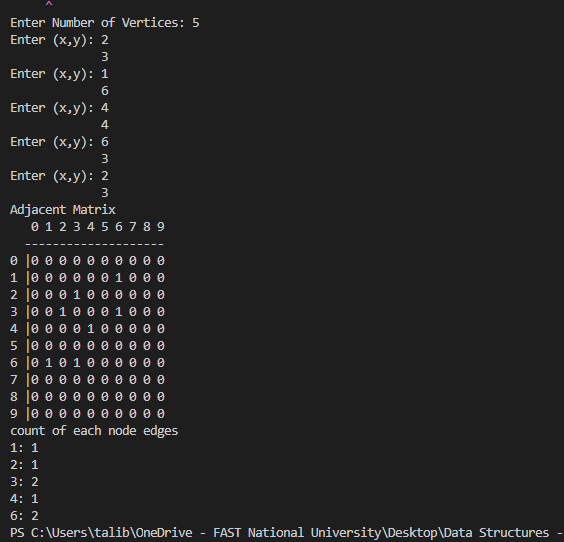 ^
Enter Number of Vertices: 5
Enter (x,y): 2
3
Enter (x,y): 1
6
Enter (x,y): 4
4
Enter (x,y): 6
3
Enter (x,y): 2
3
Adjacent Matrix
0 1 2 3 4 5 6 7 8 9
--------------------
0 |0 0 0 0 0 0 0 0 0 0
1 |0 0 0 0 0 0 1 0 0 0
2 |0 0 0 1 0 0 0 0 0 0
3 |0 0 1 0 0 0 1 0 0 0
4 |0 0 0 0 1 0 0 0 0 0
5 |0 0 0 0 0 0 0 0 0 0
6 |0 1 0 1 0 0 0 0 0 0
7 |0 0 0 0 0 0 0 0 0 0
8 |0 0 0 0 0 0 0 0 0 0
9 |0 0 0 0 0 0 0 0 0 0
count of each node edges
1: 1
2: 1
3: 2
4: 1
6: 2
PS C:\Users\talib\OneDrive - FAST National University\Desktop\Data Structures -